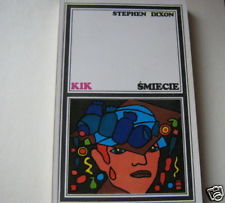 STEPHEN DIXON
KIK ŚMIECIE